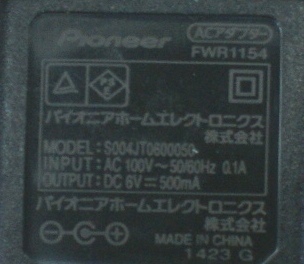 Pioneer
ACアダプター
FWR1154
PSE
パイオニアホームエレクトロニクス
株式会社
MODEL: S004JT0600050
INPUT: AC 100V~50/60Hz 0.1A
OUTPUT: DC 6V⎓500mA
パイオニアホームエレクトロニクス
株式会社
MADE IN CHINA
1423 G